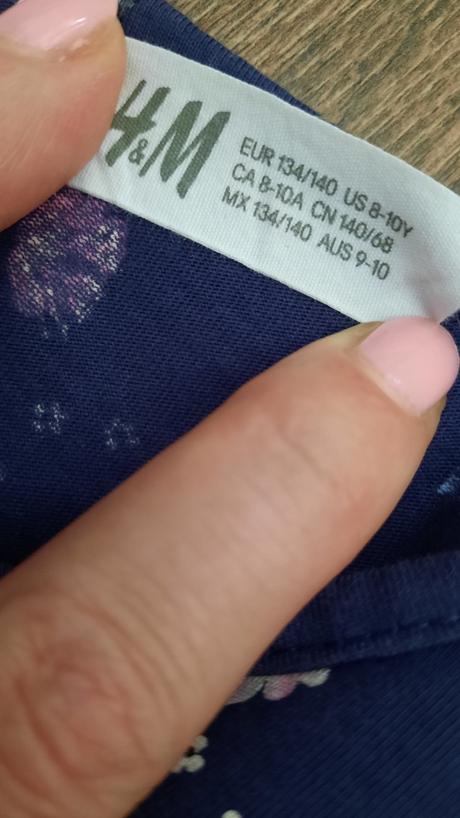 H&M
EUR 134/140 US 8-10Y
CA 8-10A CN 140/68
MX 134/140 AUS 9-10